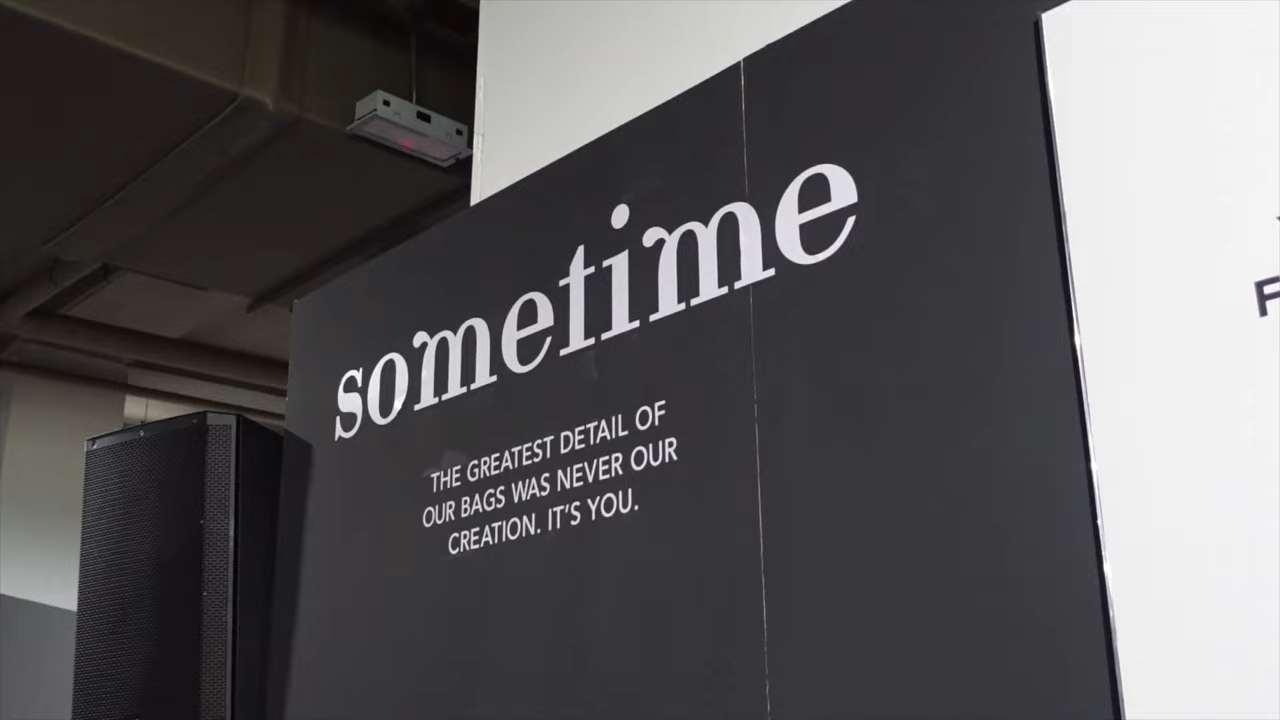 sometime
THE GREATEST DETAIL OF
OUR BAGS WAS NEVER OUR
CREATION. IT'S YOU.